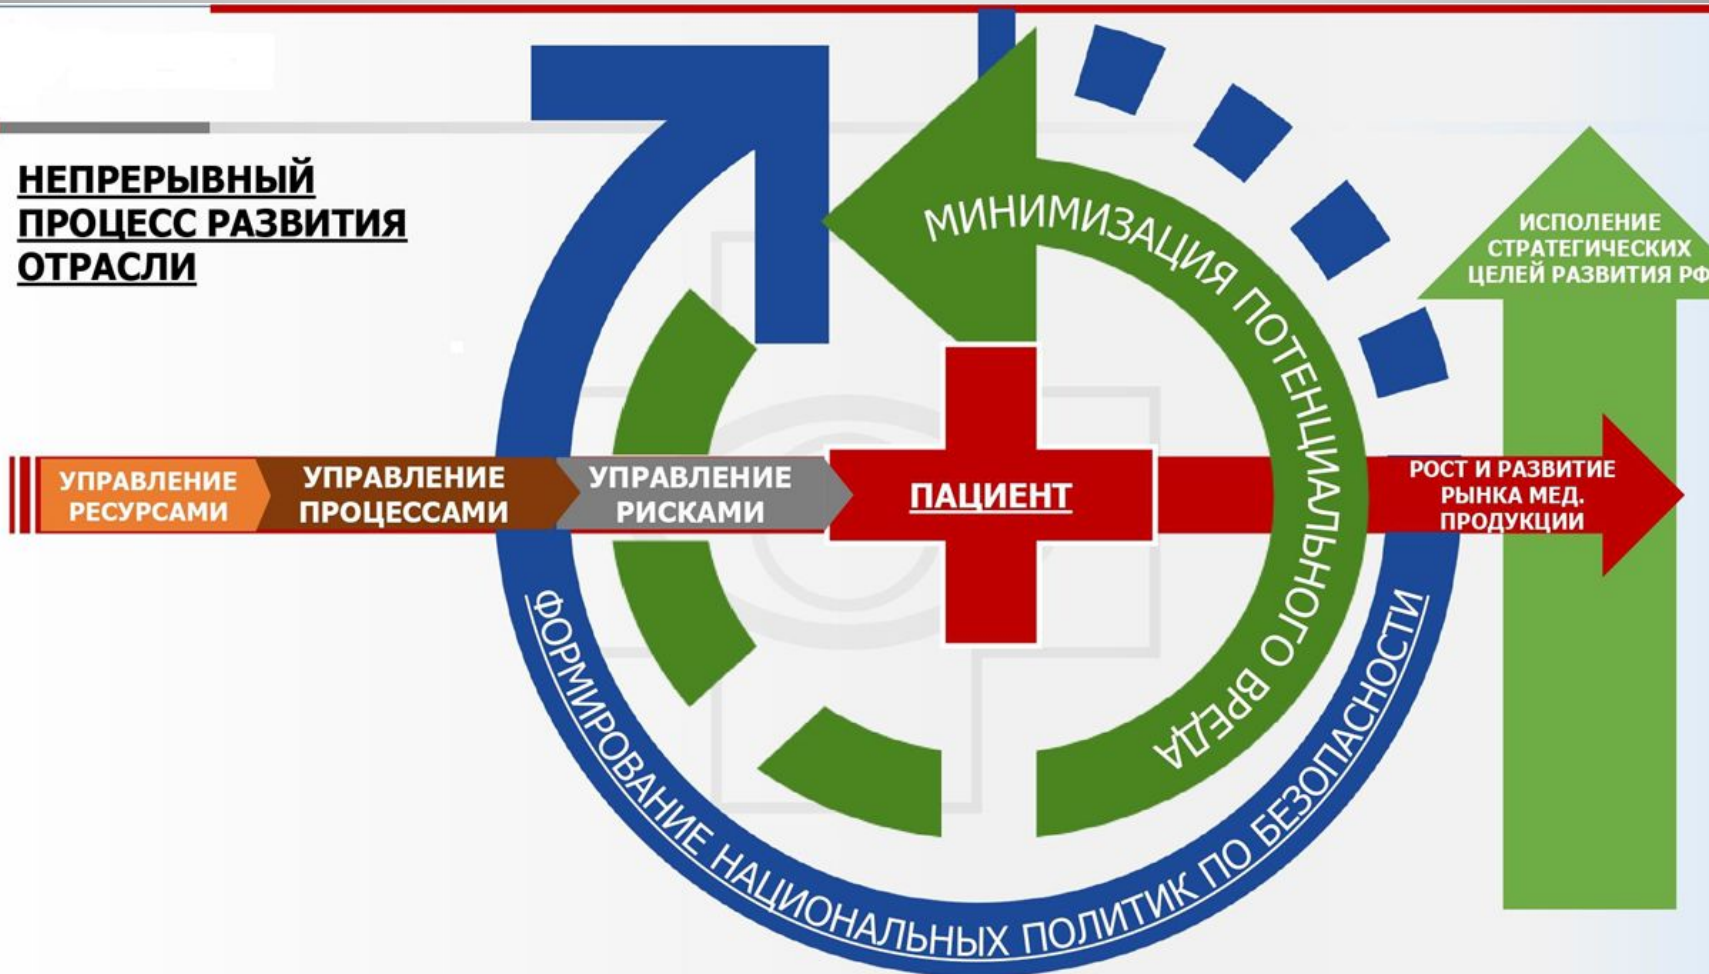 НЕПРЕРЫВНЫЙ
ПРОЦЕСС РАЗВИТИЯ
ОТРАСЛИ
МИНИМИЗАЦИЯ ПОТЕНЦИАЛЬНОГО ВРЕДА
ИСПОЛЕНИЕ
СТРАТЕГИЧЕСКИХ
ЦЕЛЕЙ РАЗВИТИЯ РФ
УПРАВЛЕНИЕ
РЕСУРСАМИ
УПРАВЛЕНИЕ
ПРОЦЕССАМИ
УПРАВЛЕНИЕ
РИСКАМИ
ПАЦИЕНТ
РОСТ И РАЗВИТИЕ
РЫНКА МЕД.
ПРОДУКЦИИ
ФОРМИРОВАНИЕ НАЦИОНАЛЬНЫХ ПОЛИТИК ПО БЕЗОПАСНОСТИ